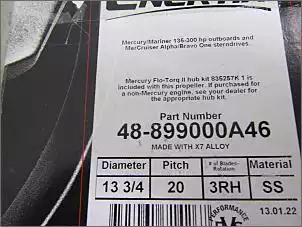 Mercury/Mariner 135-300 hp outboards and
MerCruiser Alpha/Bravo One sterndrives.
Mercury Flo-Torq II hub kit 835257K 1 is
included with this propeller. If purchased for
a non-Mercury engine, see your dealer for
the appropriate hub kit.
Part Number
48-899000A46
MADE WITH X7 ALLOY
Diameter Pitch # of Blades- Rotation Material
13 3/4 20 3RH SS
PERFORMANCE
13.01.22